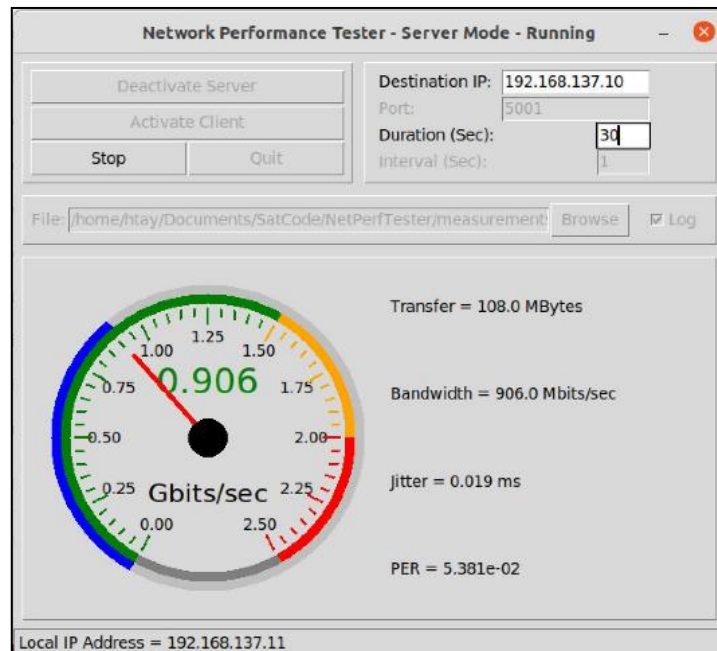 Network Performance Tester - Server Mode - Running
Deactivate Server
Activate Client
Stop
Quit
Destination IP: 192.168.137.10
Port: 5001
Duration (Sec): 30
Interval (Sec): 1
File: /home/htay/Documents/SatCode/NetPerfTester/measurements
Browse
Log
0.00
0.25
0.50
0.75
1.00
1.25
1.50
1.75
2.00
2.25
2.50
0.906
Gbits/sec
Transfer = 108.0 MBytes
Bandwidth = 906.0 Mbits/sec
Jitter = 0.019 ms
PER = 5.381e-02
Local IP Address = 192.168.137.11